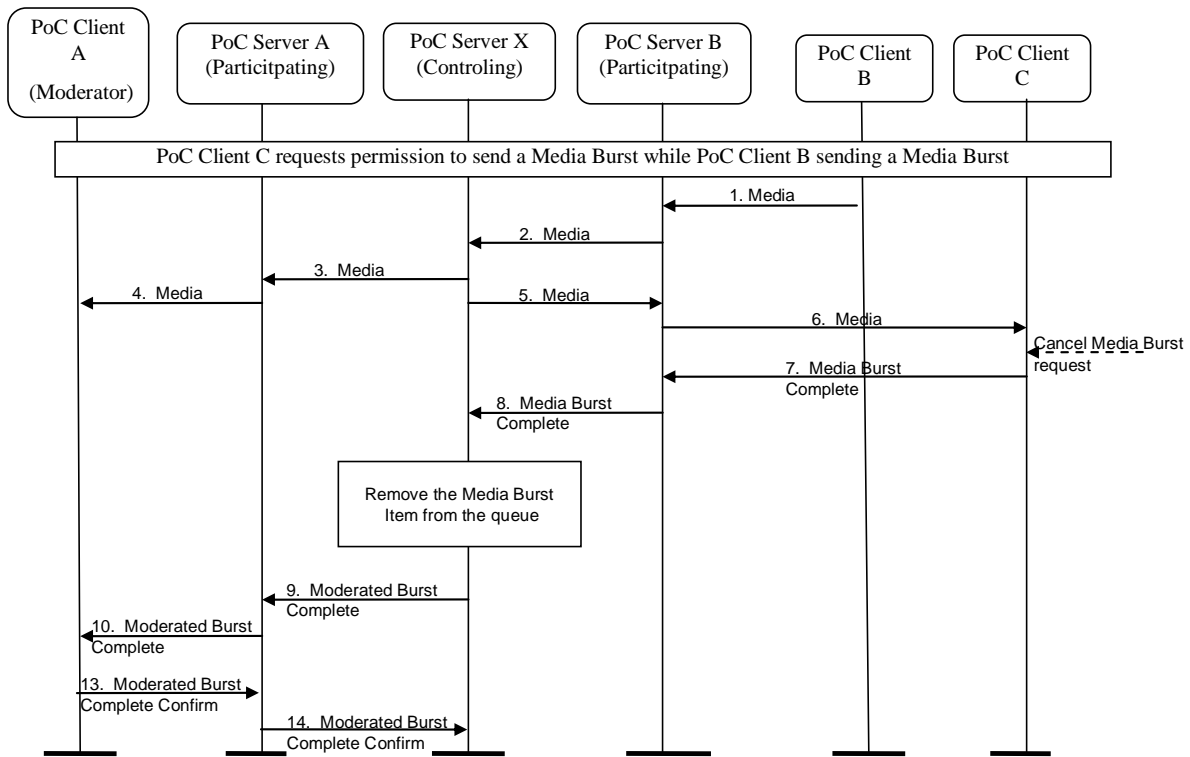 PoC Client
A
(Moderator)
PoC Server A
(Particitpating)
PoC Server X
(Controling)
PoC Server B
(Particitpating)
PoC Client
B
PoC Client
C
PoC Client C requests permission to send a Media Burst while PoC Client B sending a Media Burst
1. Media
2. Media
3. Media
4. Media
5. Media
6. Media
Cancel Media Burst
request
7. Media Burst
Complete
8. Media Burst
Complete
Remove the Media Burst
Item from the queue
9. Moderated Burst
Complete
10. Moderated Burst
Complete
13. Moderated Burst
Complete Confirm
14. Moderated Burst
Complete Confirm